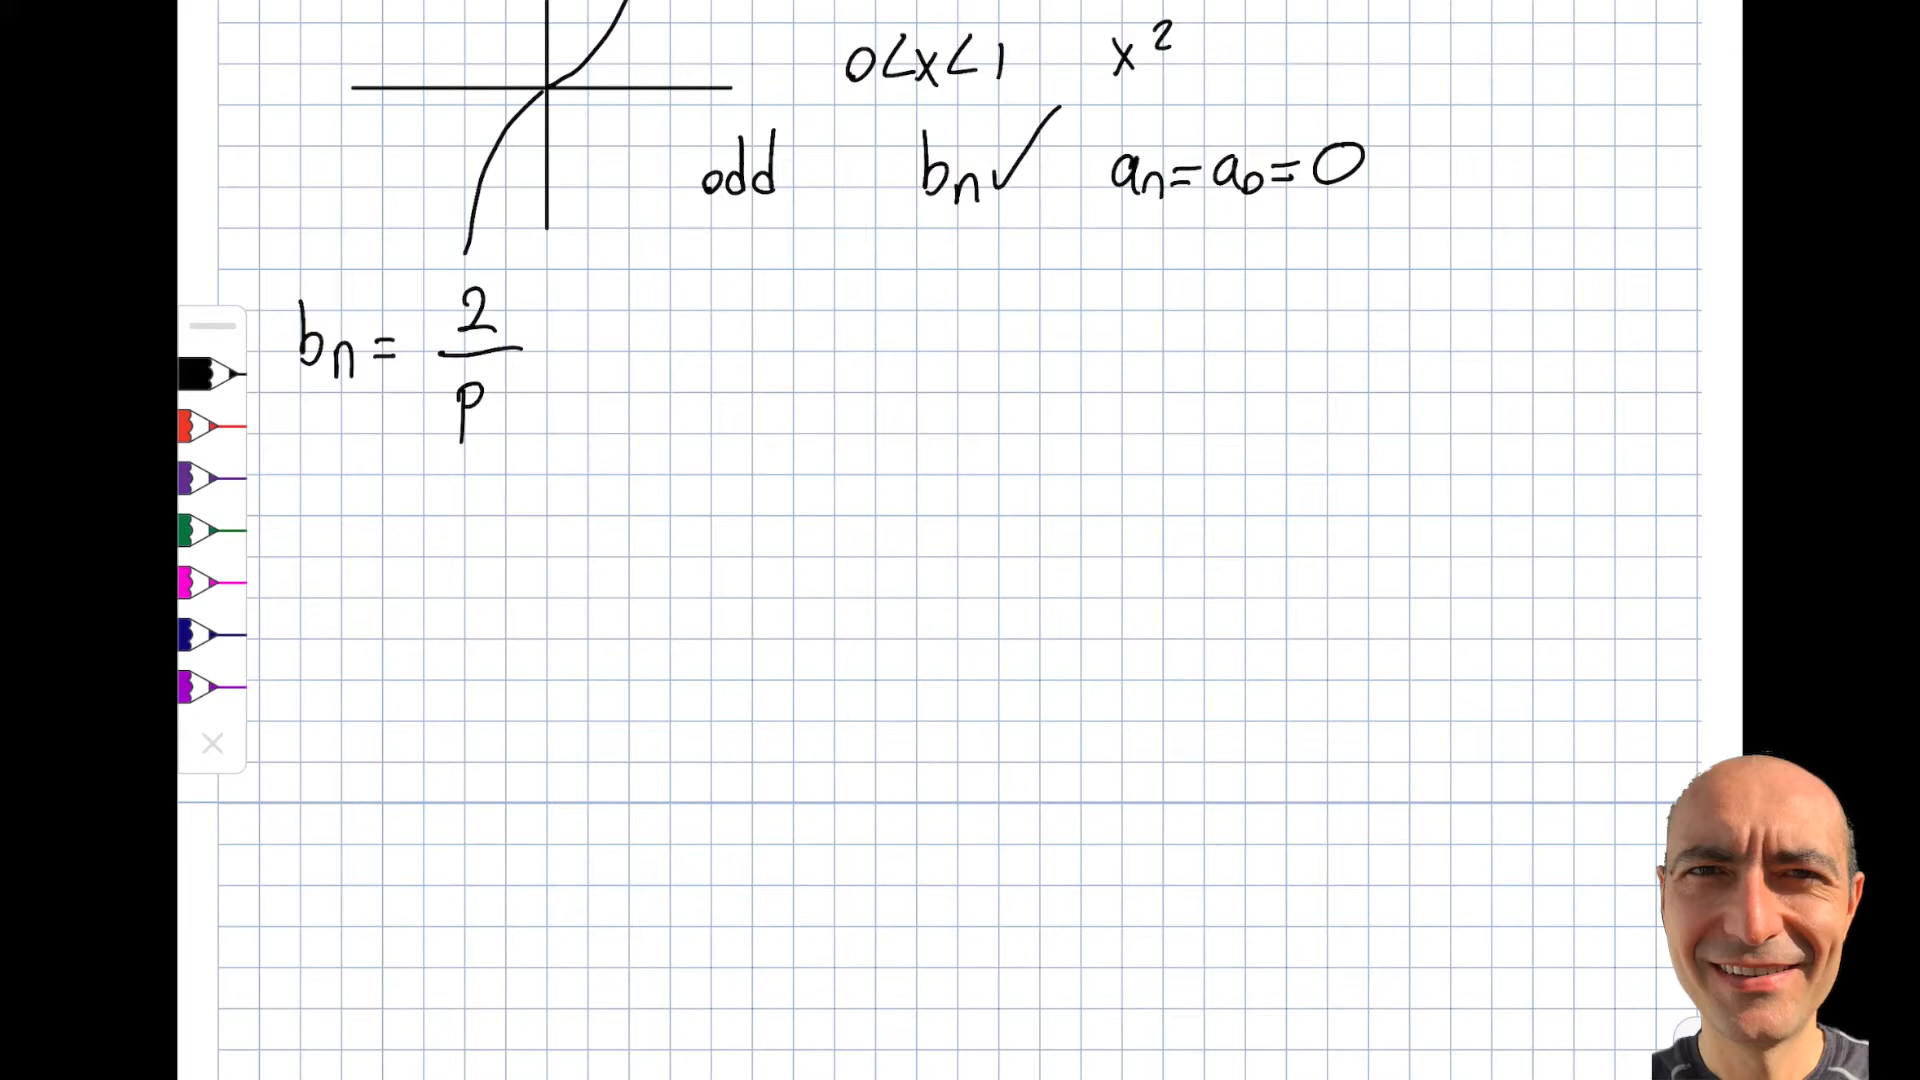 0<x<1 x²
odd bₙ✓ aₙ=a₀=0
bₙ= 2/p